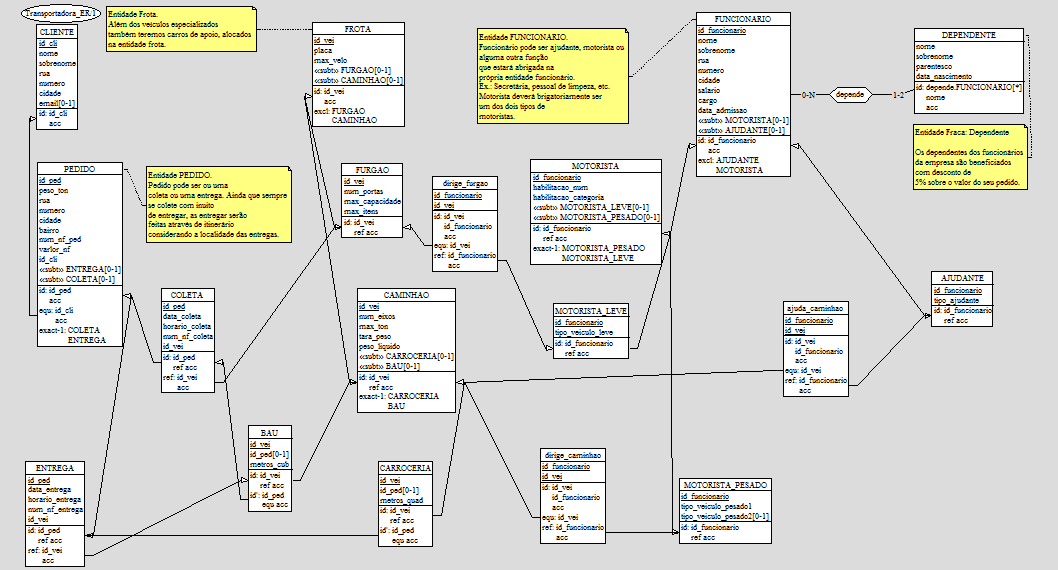 Transportadora_ER/1
Entidade Frota.
Além dos veículos especializados
também teremos carros de apoio, alocados
na entidade frota.
CLIENTE
id_cli
nome
sobrenome
rua
numero
cidade
email[0-1]
id: id_cli
acc
FROTA
id_vei
placa
max_velo
«subt» FURGAO[0-1]
«subt» CAMINHAO[0-1]
id: id_vei
acc
excl: FURGAO
CAMINHAO
Entidade FUNCIONARIO.
Funcionário pode ser ajudante, motorista ou
alguma outra função
que estará abrigada na
própria entidade funcionário.
Ex.: Secretária, pessoal de limpeza, etc.
Motorista deverá brigatoriamente ser
um dos dois tipos de
motoristas.
FUNCIONARIO
id_funcionario
nome
sobrenome
rua
numero
cidade
salario
cargo
data_admissao
«subt» MOTORISTA[0-1]
«subt» AJUDANTE[0-1]
id: id_funcionario
acc
excl: AJUDANTE
MOTORISTA
0-N
depende
1-2
DEPENDENTE
nome
sobrenome
parentesco
data_nascimento
id: depende.FUNCIONARIO[*]
nome
acc
Entidade Fraca: Dependente
Os dependentes dos funcionários
da empresa são beneficiados
com desconto de
5% sobre o valor do seu pedido.
PEDIDO
id_ped
peso_ton
rua
numero
cidade
bairro
num_nf_ped
varlor_nf
id_cli
«subt» ENTREGA[0-1]
«subt» COLETA[0-1]
id: id_ped
acc
equ: id_cli
acc
exact-1: COLETA
ENTREGA
Entidade PEDIDO.
Pedido pode ser ou uma
coleta ou uma entrega. Ainda que sempre
se colete com muito
de entregar, as entregar serão
feitas através de itinerário
considerando a localidade das entregas.
FURGAO
id_vei
num_portas
max_capacidade
max_itens
id: id_vei
ref acc
dirige_furgao
id_funcionario
id_vei
id: id_vei
id_funcionario
acc
equ: id_vei
ref: id_funcionario
acc
MOTORISTA
id_funcionario
habilitacao_num
habilitacao_categoria
«subt» MOTORISTA_LEVE[0-1]
«subt» MOTORISTA_PESADO[0-1]
id: id_funcionario
ref acc
exact-1: MOTORISTA_PESADO
MOTORISTA_LEVE
COLETA
id_ped
data_coleta
horario_coleta
num_nf_coleta
id_vei
id: id_ped
ref acc
ref: id_vei
acc
CAMINHAO
id_vei
num_eixos
max_ton
tara_peso
peso_liquido
«subt» CARROCERIA[0-1]
«subt» BAU[0-1]
id: id_vei
ref acc
exact-1: CARROCERIA
BAU
MOTORISTA_LEVE
id_funcionario
tipo_veiculo_leve
id: id_funcionario
ref acc
ajuda_caminhao
id_funcionario
id_vei
id: id_vei
id_funcionario
acc
equ: id_vei
ref: id_funcionario
acc
AJUDANTE
id_funcionario
tipo_ajudante
id: id_funcionario
ref acc
BAU
id_vei
id_ped[0-1]
metros_cub
id: id_vei
ref acc
id': id_ped
equ acc
ENTREGA
id_ped
data_entrega
horario_entrega
num_nf_entrega
id_vei
id: id_ped
ref acc
ref: id_vei
acc
CARROCERIA
id_vei
id_ped[0-1]
metros_quad
id: id_vei
ref acc
id': id_ped
equ acc
dirige_caminhao
id_funcionario
id_vei
id: id_vei
id_funcionario
acc
equ: id_vei
ref: id_funcionario
acc
MOTORISTA_PESADO
id_funcionario
tipo_veiculo_pesado1
tipo_veiculo_pesado2[0-1]
id: id_funcionario
ref acc